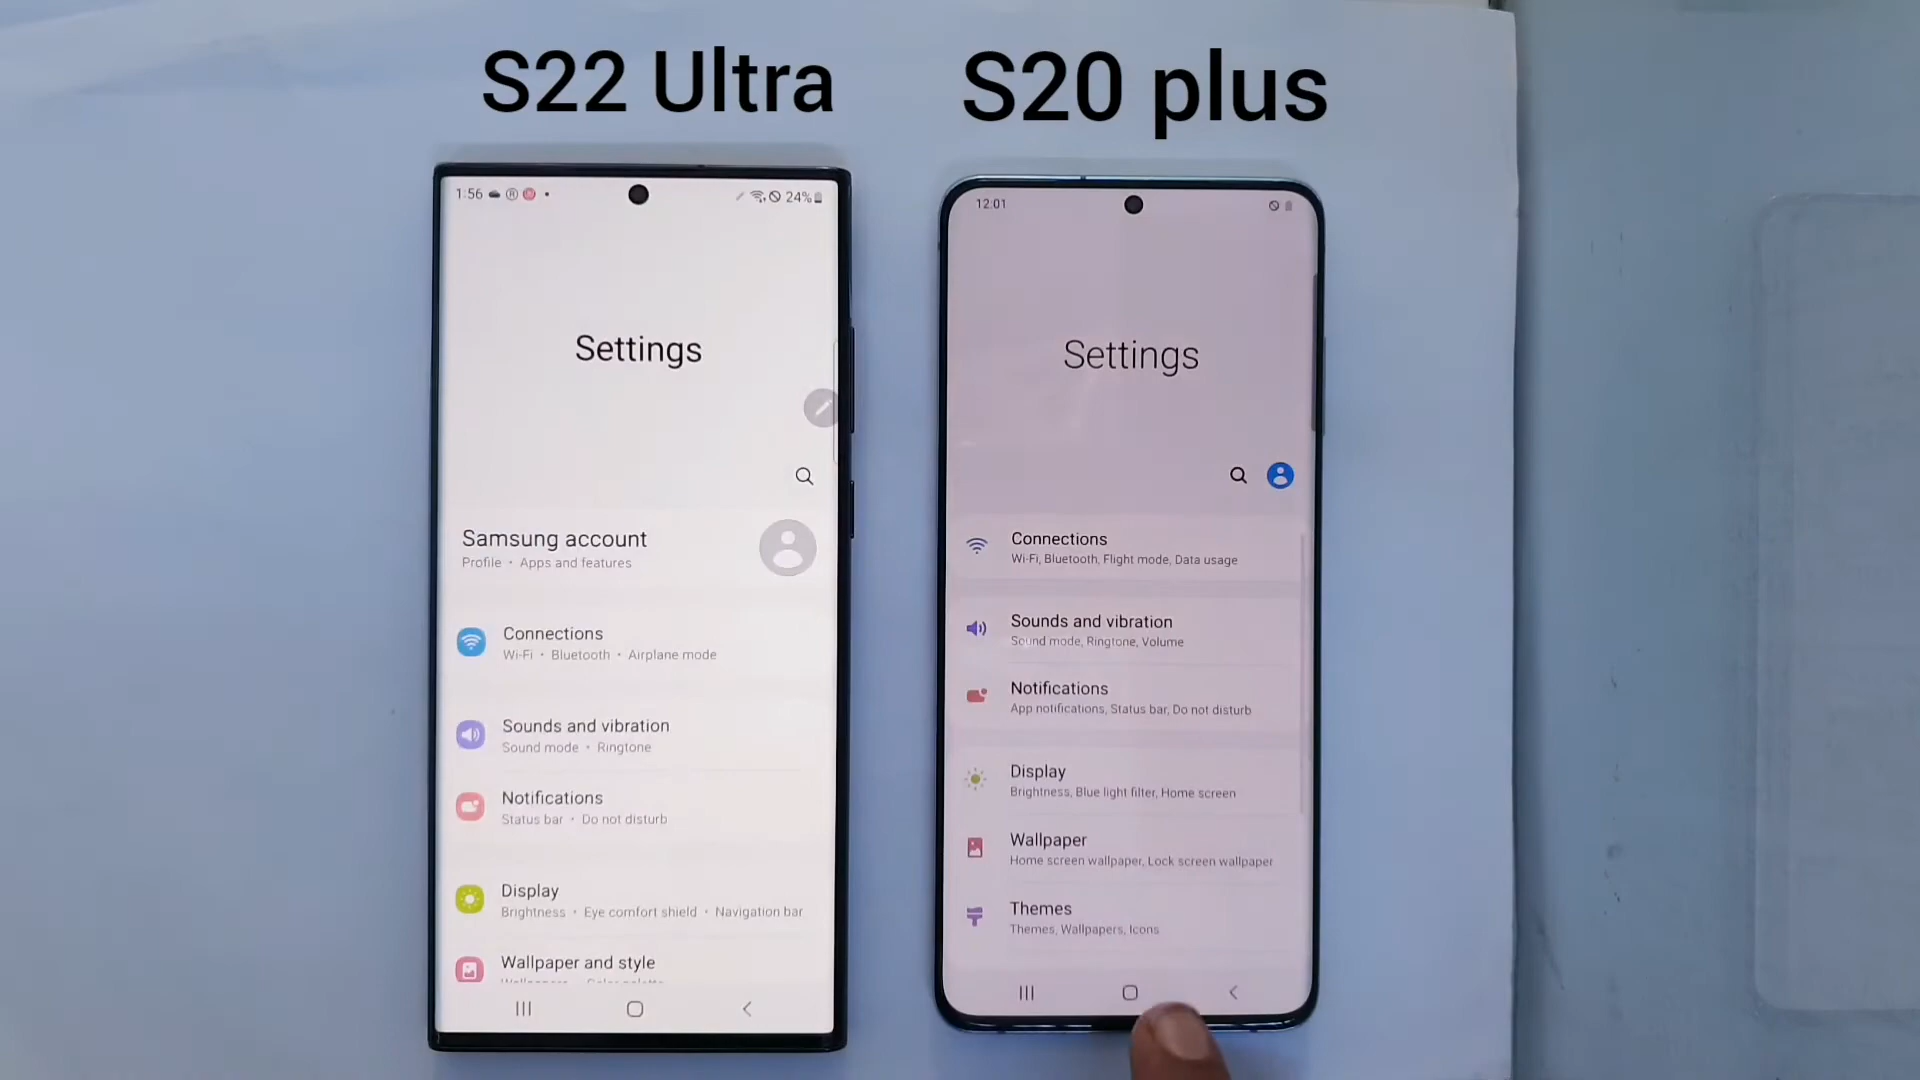 S22 Ultra
S20 plus
1:56
24%
Settings
Samsung account
Profile • Apps and features
Connections
Wi-Fi • Bluetooth • Airplane mode
Sounds and vibration
Sound mode • Ringtone
Notifications
Status bar • Do not disturb
Display
Brightness • Eye comfort shield • Navigation bar
Wallpaper and style
12:01
Settings
Connections
Wi-Fi, Bluetooth, Flight mode, Data usage
Sounds and vibration
Sound mode, Ringtone, Volume
Notifications
App notifications, Status bar, Do not disturb
Display
Brightness, Blue light filter, Home screen
Wallpaper
Home screen wallpaper, Lock screen wallpaper
Themes
Themes, Wallpapers, Icons